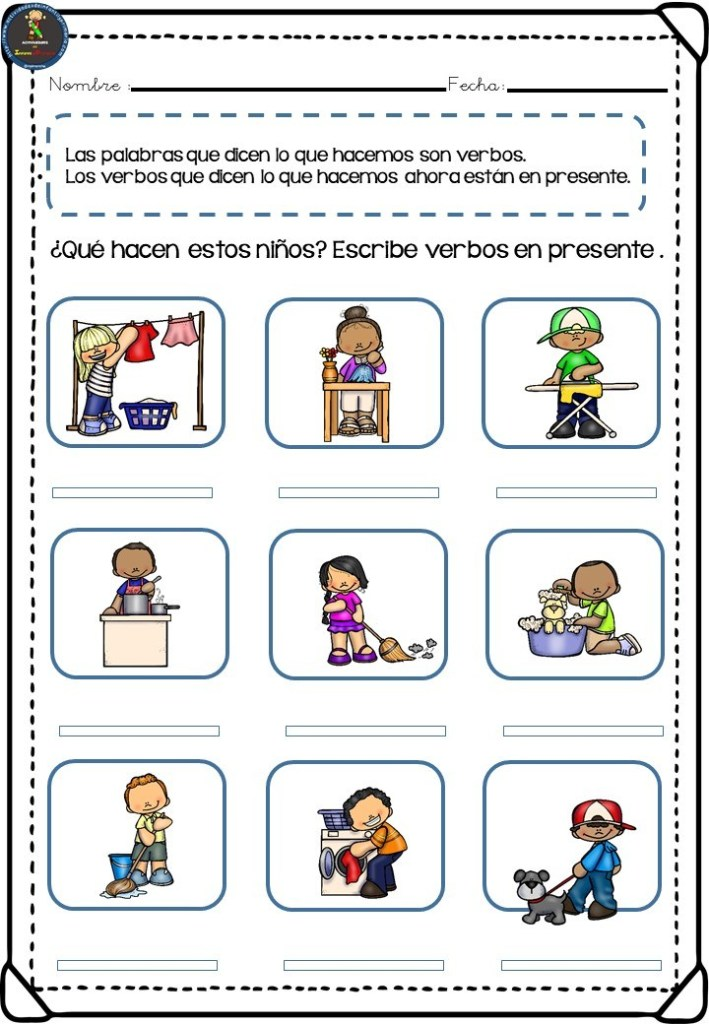 Nombre : Fecha:
Las palabras que dicen lo que hacemos son verbos.
Los verbos que dicen lo que hacemos ahora están en presente.
¿Qué hacen estos niños? Escribe verbos en presente .